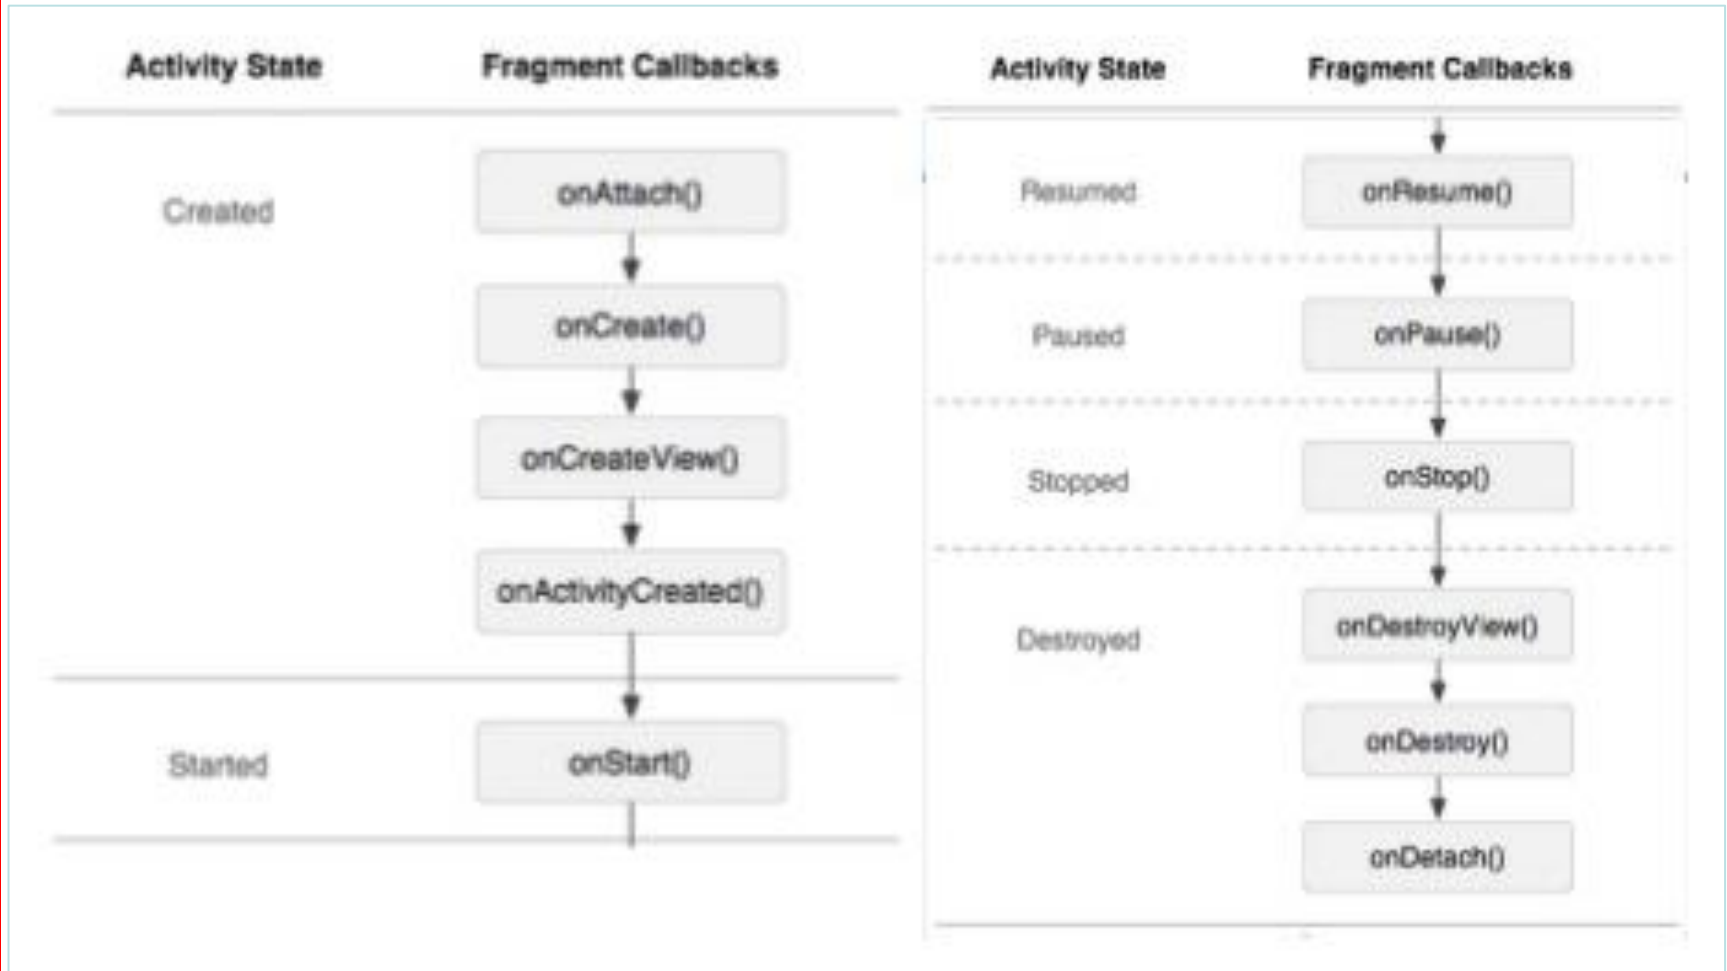 Activity State Fragment Callbacks
Created
onAttach()
onCreate()
onCreateView()
onActivityCreated()
Started
onStart()
Activity State Fragment Callbacks
Resumed
onResume()
Paused
onPause()
Stopped
onStop()
Destroyed
onDestroyView()
onDestroy()
onDetach()